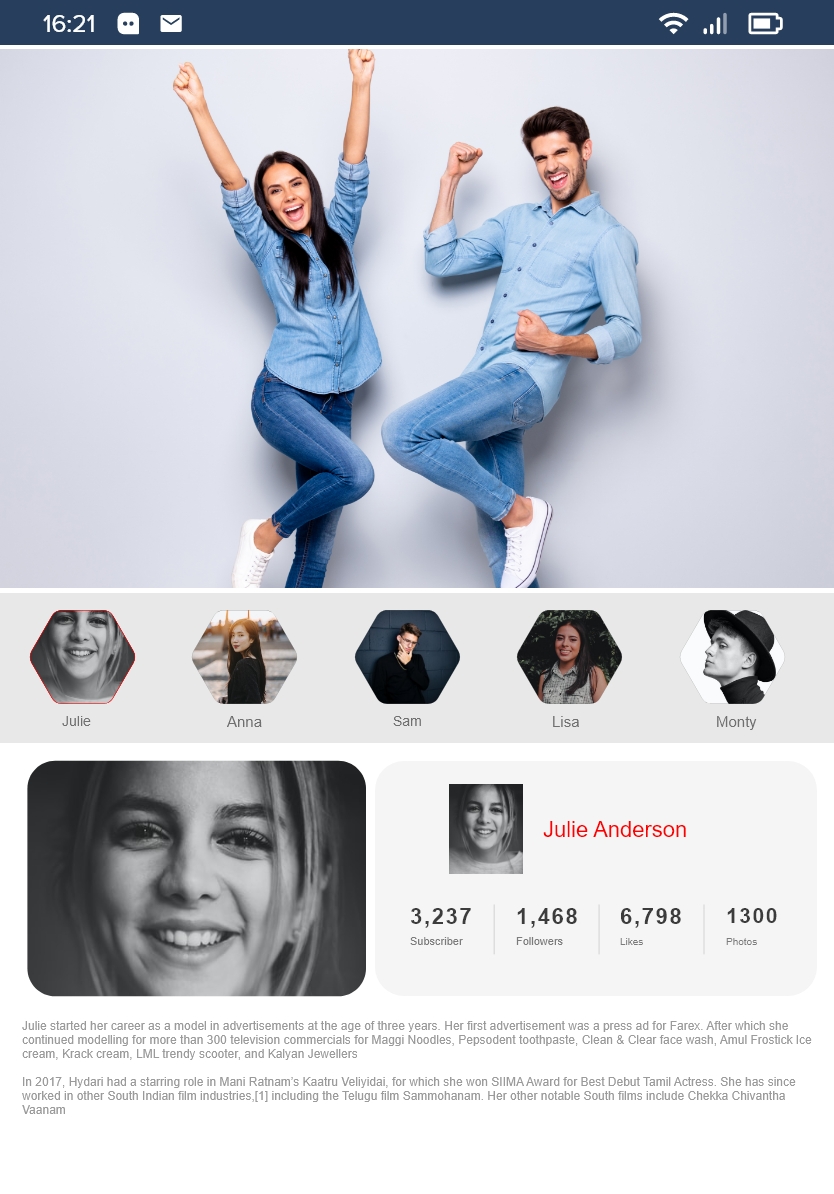 16:21
Julie
Anna
Sam
Lisa
Monty
Julie Anderson
3,237
1,468
6,798
1300
Subscriber
Followers
Likes
Photos
Julie started her career as a model in advertisements at the age of three years. Her first advertisement was a press ad for Farex. After which she
continued modelling for more than 300 television commercials for Maggi Noodles, Pepsodent toothpaste, Clean & Clear face wash, Amul Frostick Ice
cream, Krack cream, LML trendy scooter, and Kalyan Jewellers
In 2017, Hydari had a starring role in Mani Ratnam's Kaatru Veliyidai, for which she won SIIMA Award for Best Debut Tamil Actress. She has since
worked in other South Indian film industries,[1] including the Telugu film Sammohanam. Her other notable South films include Chekka Chivantha
Vaanam